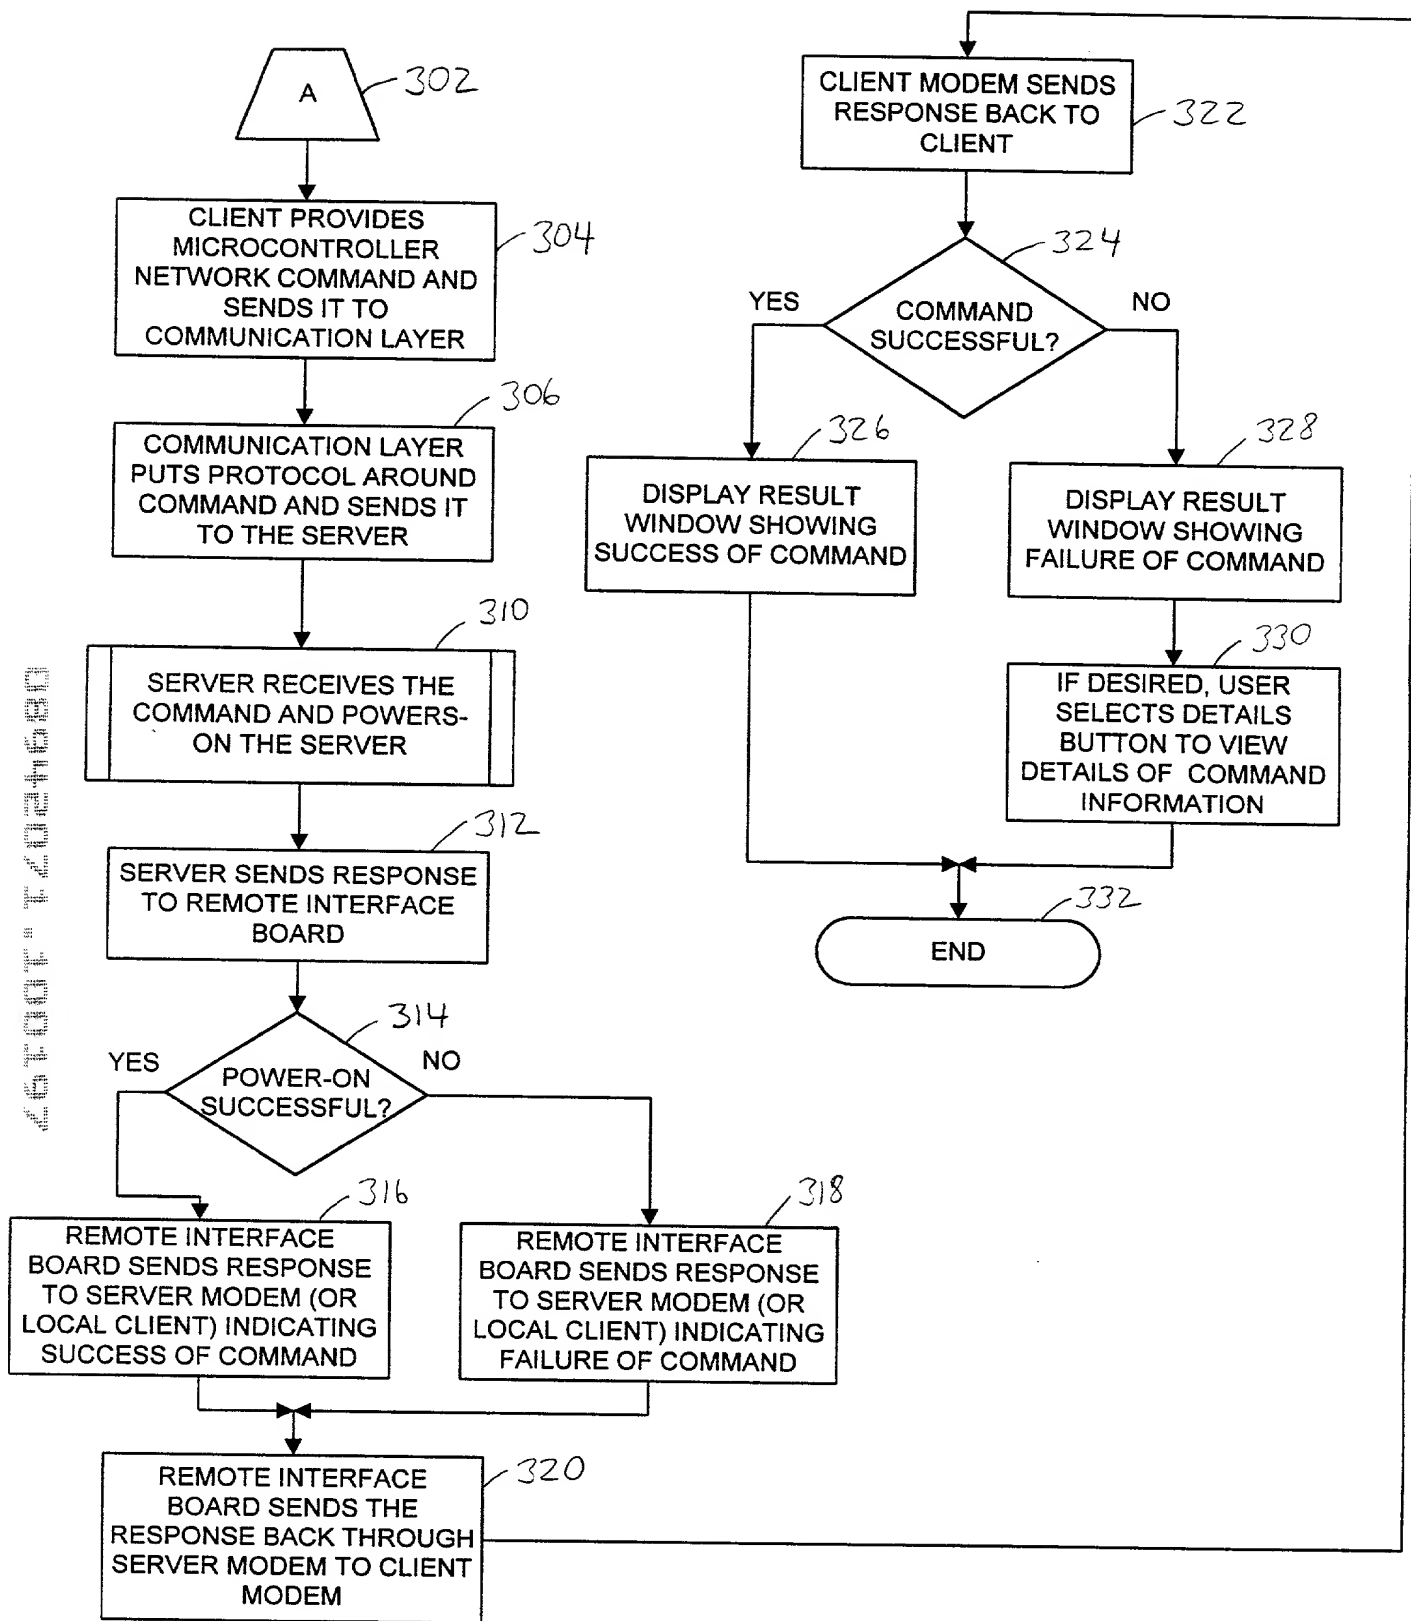 A
302
CLIENT PROVIDES
MICROCONTROLLER
NETWORK COMMAND AND
SENDS IT TO
COMMUNICATION LAYER
304
306
COMMUNICATION LAYER
PUTS PROTOCOL AROUND
COMMAND AND SENDS IT
TO THE SERVER
310
SERVER RECEIVES THE
COMMAND AND POWERS-
ON THE SERVER
312
SERVER SENDS RESPONSE
TO REMOTE INTERFACE
BOARD
314
YES
NO
POWER-ON
SUCCESSFUL?
316
REMOTE INTERFACE
BOARD SENDS RESPONSE
TO SERVER MODEM (OR
LOCAL CLIENT) INDICATING
SUCCESS OF COMMAND
318
REMOTE INTERFACE
BOARD SENDS RESPONSE
TO SERVER MODEM (OR
LOCAL CLIENT) INDICATING
FAILURE OF COMMAND
320
REMOTE INTERFACE
BOARD SENDS THE
RESPONSE BACK THROUGH
SERVER MODEM TO CLIENT
MODEM
CLIENT MODEM SENDS
RESPONSE BACK TO
CLIENT
322
324
YES
NO
COMMAND
SUCCESSFUL?
326
DISPLAY RESULT
WINDOW SHOWING
SUCCESS OF COMMAND
328
DISPLAY RESULT
WINDOW SHOWING
FAILURE OF COMMAND
330
IF DESIRED, USER
SELECTS DETAILS
BUTTON TO VIEW
DETAILS OF COMMAND
INFORMATION
332
END